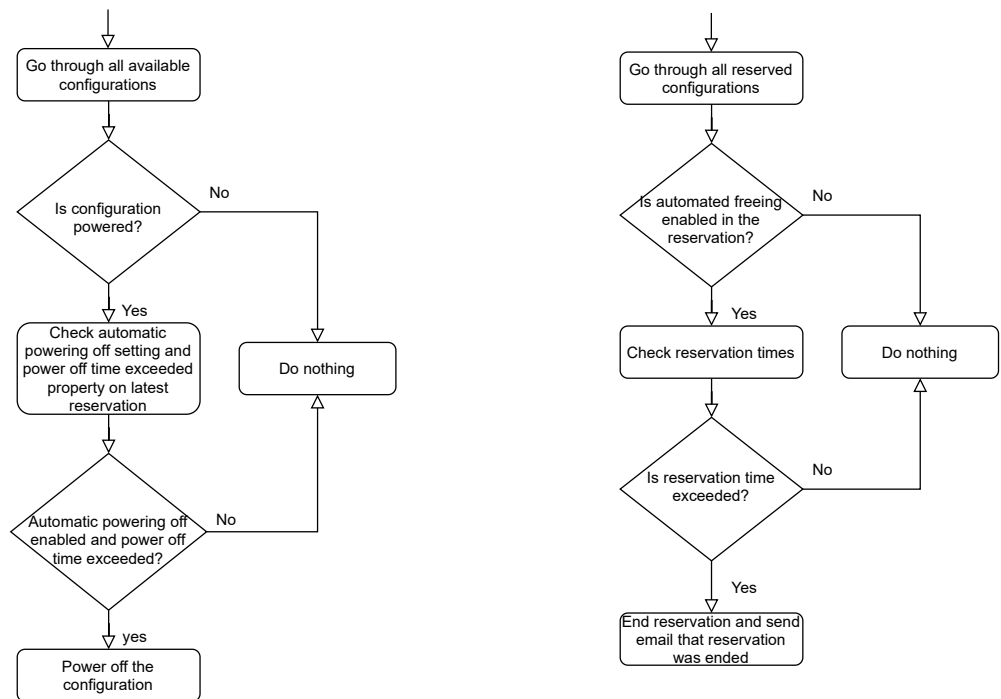 Go through all available
configurations
Is configuration
powered?
No
Yes
Check automatic
powering off setting and
power off time exceeded
property on latest
reservation
Do nothing
Automatic powering off
enabled and power off
time exceeded?
No
yes
Power off the
configuration
Go through all reserved
configurations
Is automated freeing
enabled in the
reservation?
No
Yes
Check reservation times
Do nothing
Is reservation time
exceeded?
No
Yes
End reservation and send
email that reservation
was ended